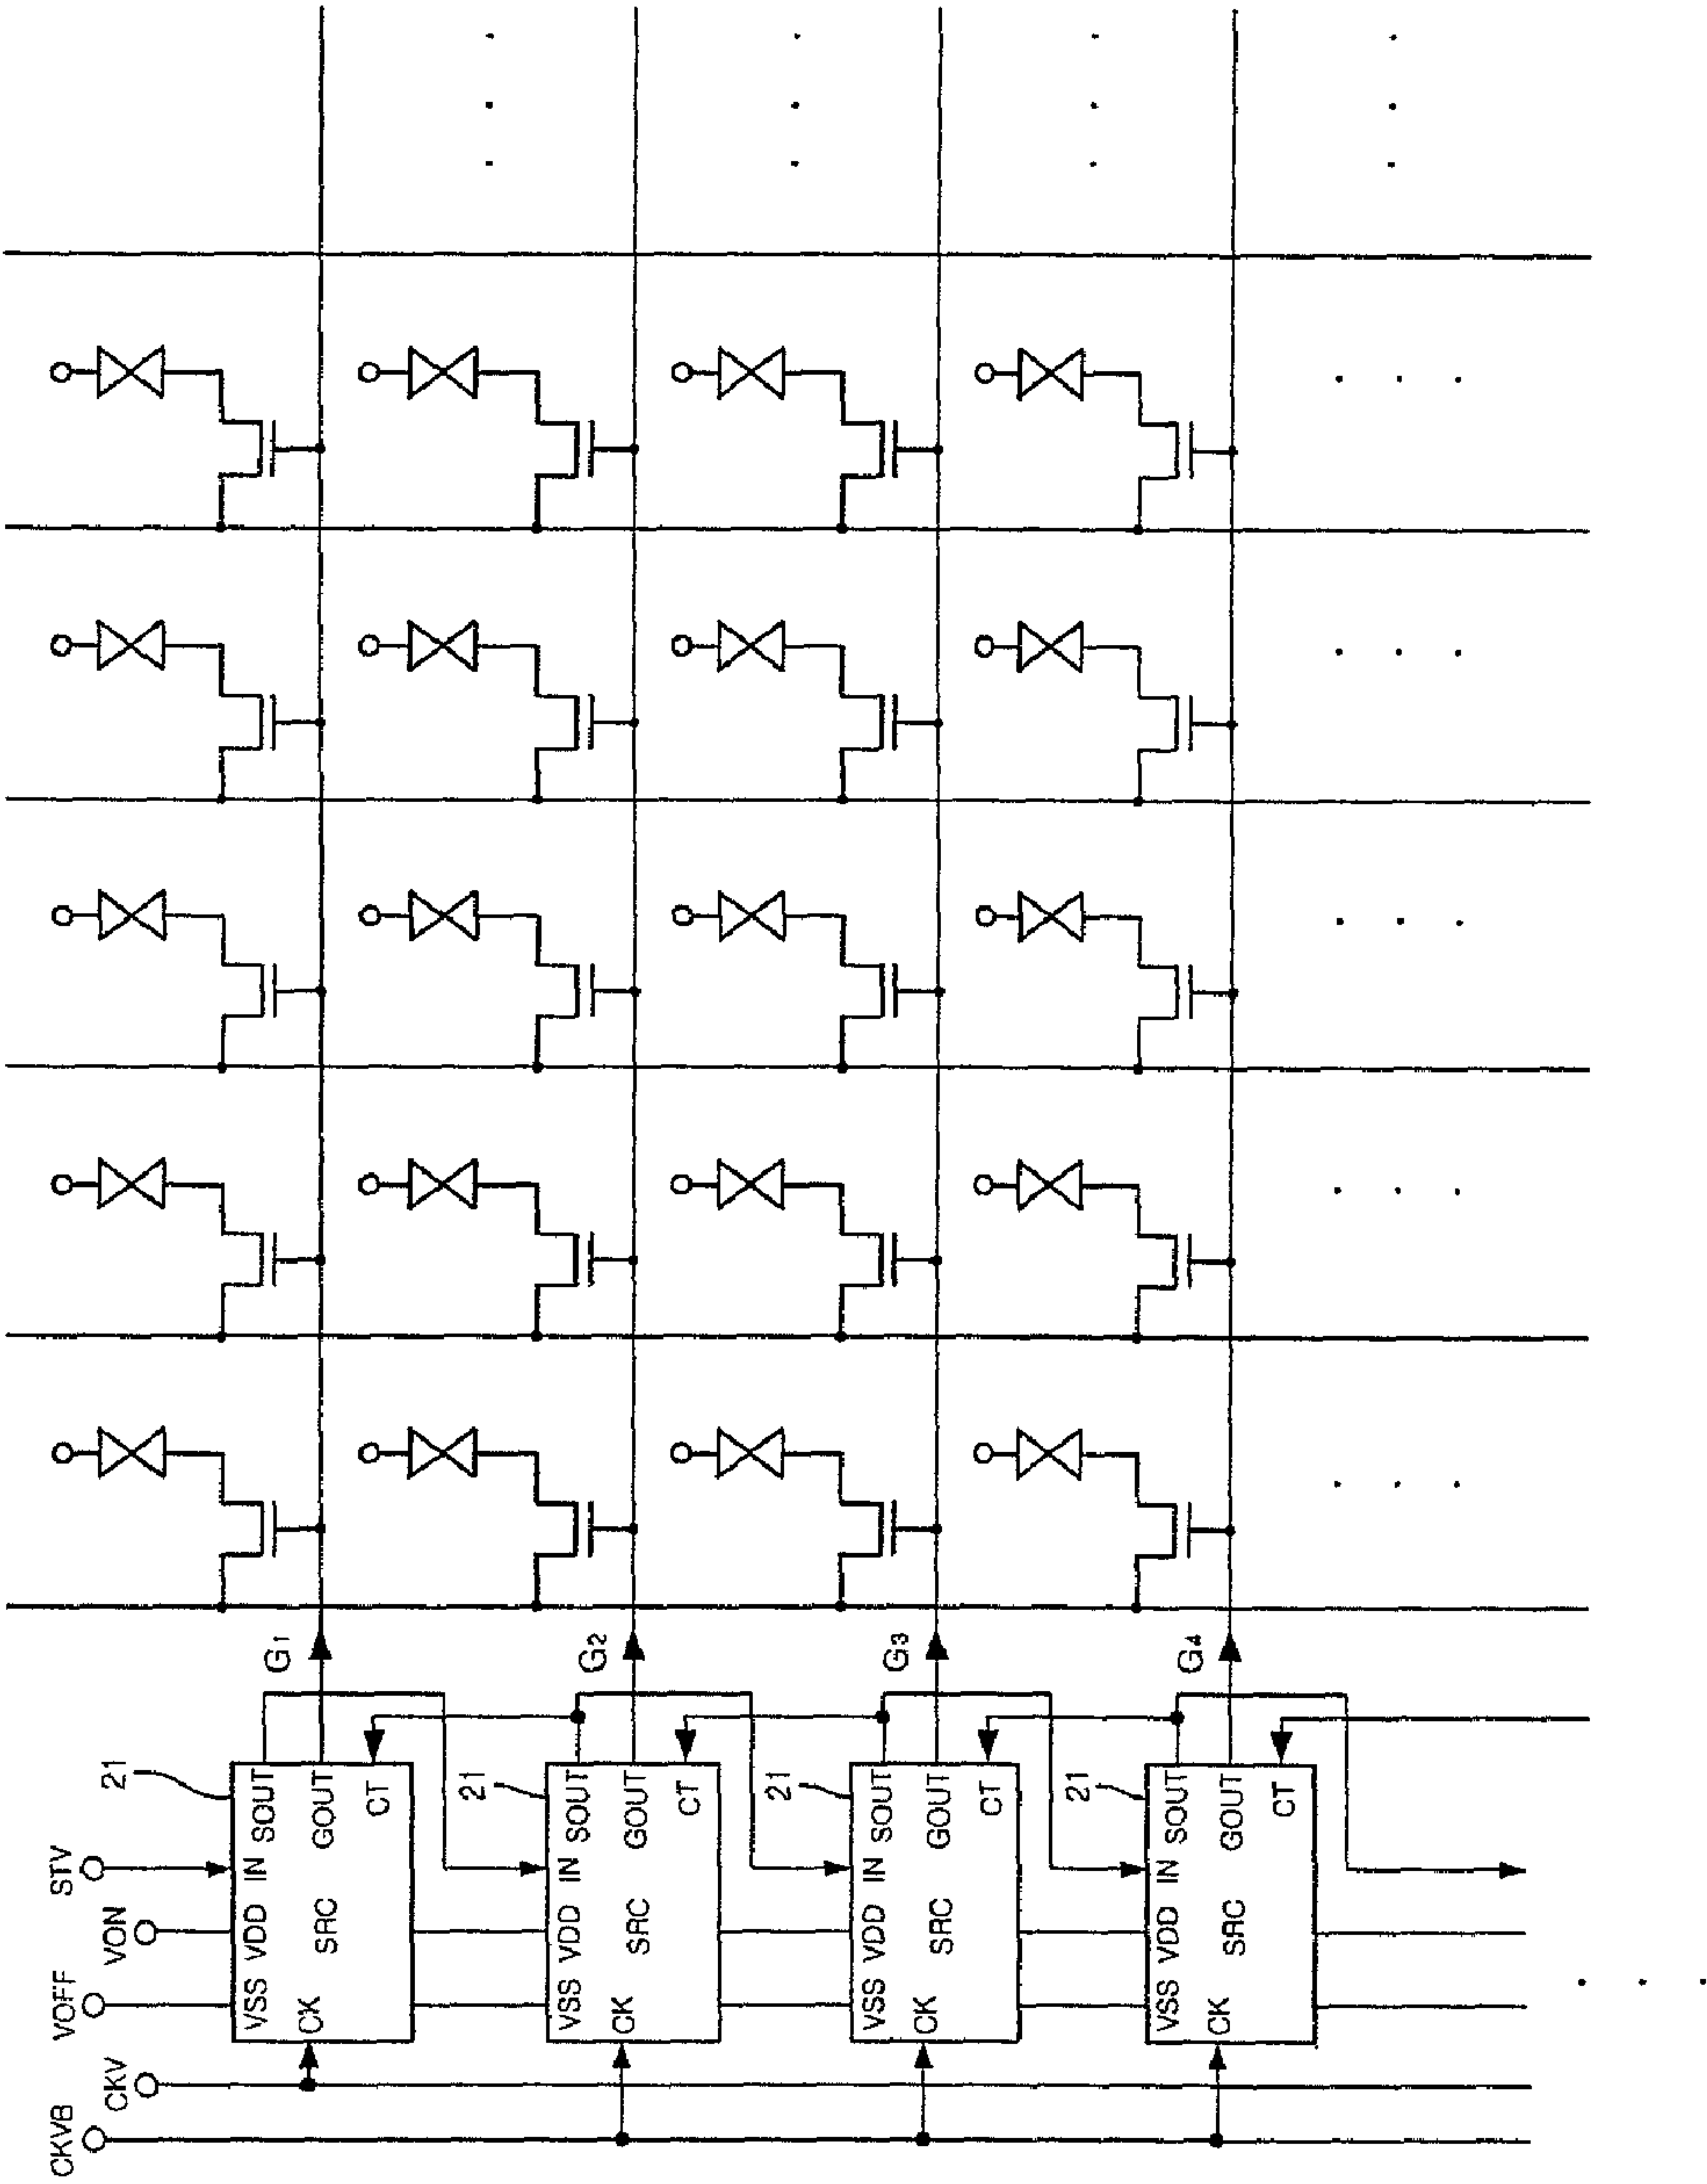 CKVB
CKV
VOFF
VON
STV
21
VSS VDD IN SOUT
CK SRC GOUT
CT
G1
21
VSS VDD IN SOUT
CK SRC GOUT
CT
G2
21
VSS VDD IN SOUT
CK SRC GOUT
CT
G3
21
VSS VDD IN SOUT
CK SRC GOUT
CT
G4